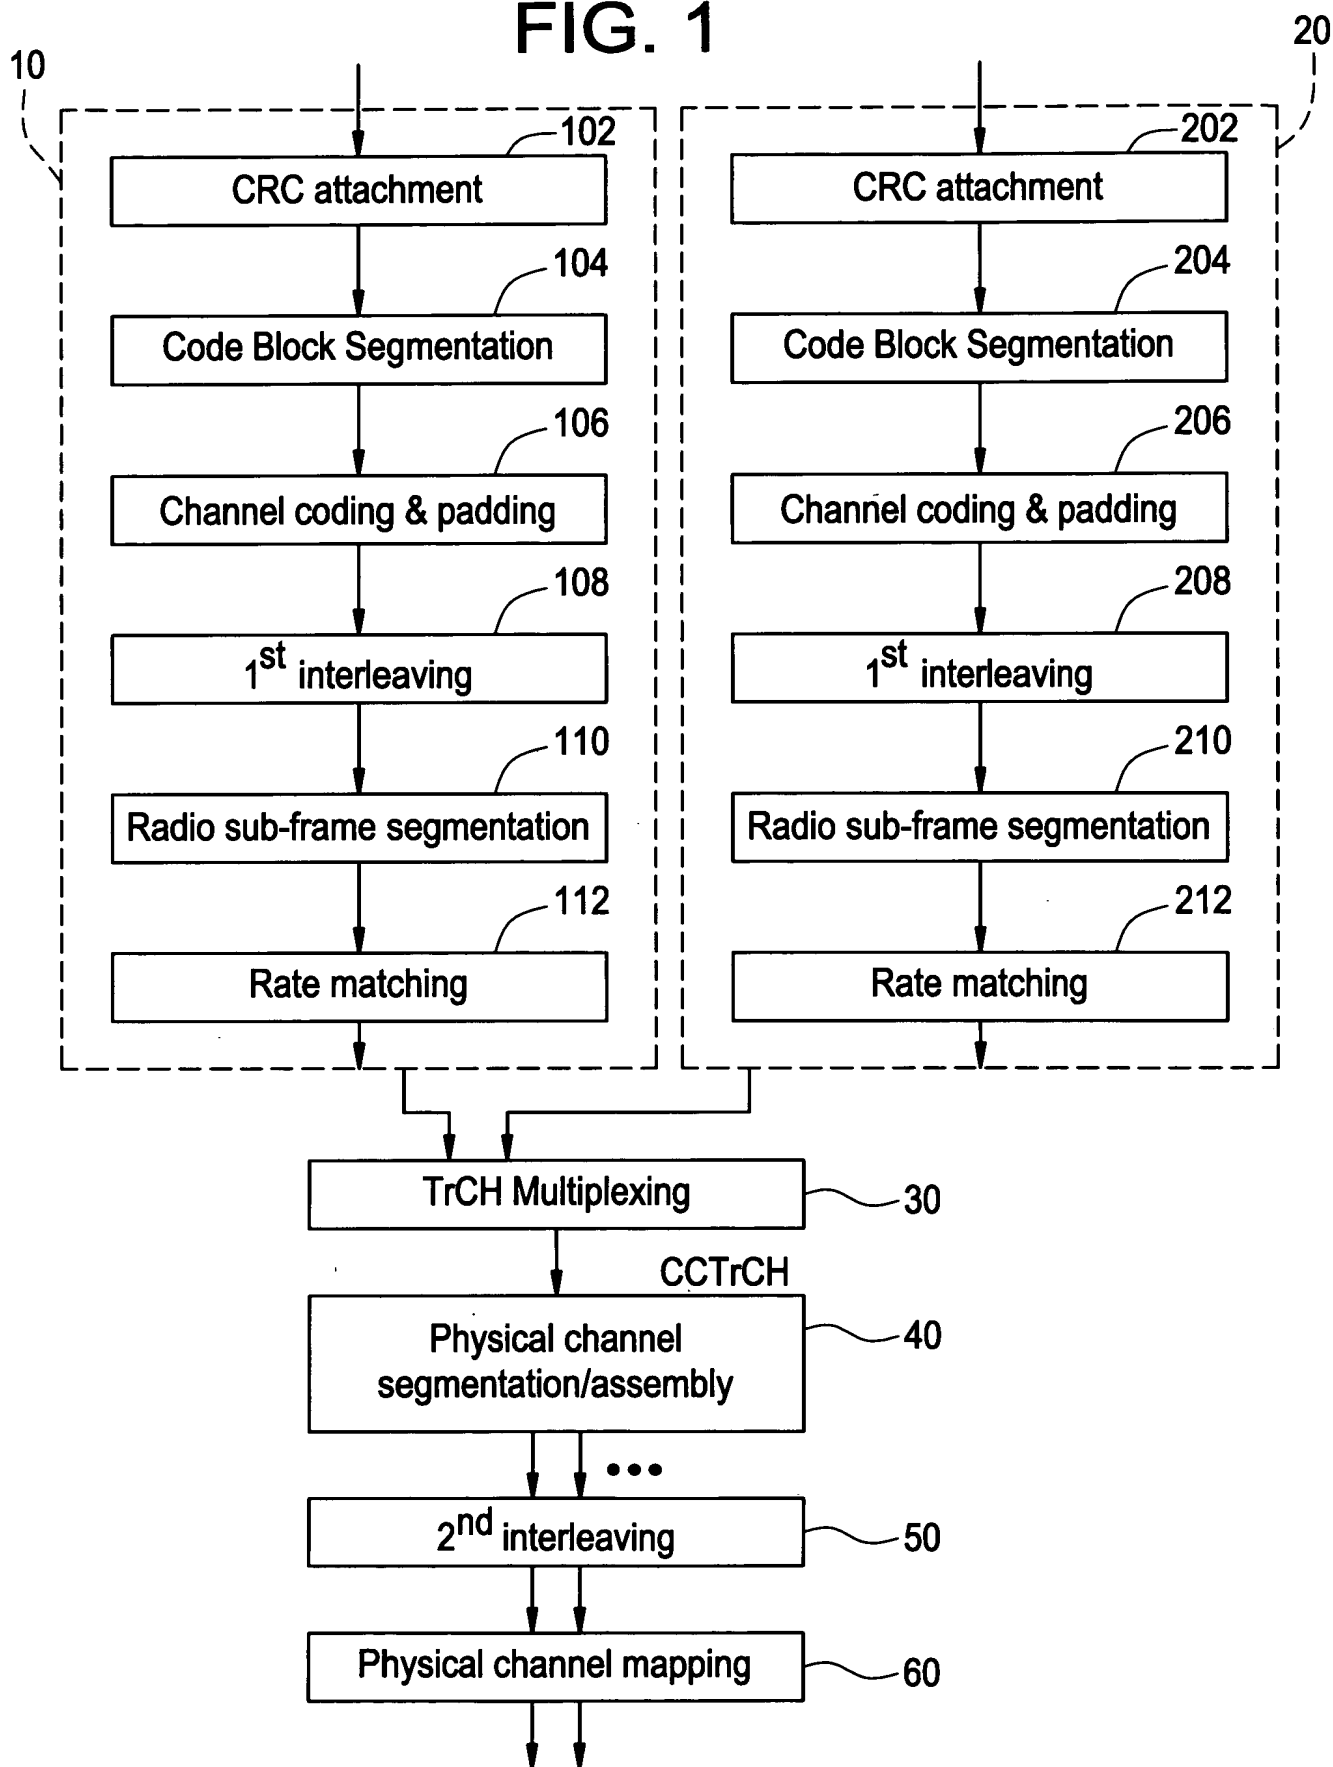 FIG. 1
10
20
102
CRC attachment
104
Code Block Segmentation
106
Channel coding & padding
108
1st interleaving
110
Radio sub-frame segmentation
112
Rate matching
202
CRC attachment
204
Code Block Segmentation
206
Channel coding & padding
208
1st interleaving
210
Radio sub-frame segmentation
212
Rate matching
TrCH Multiplexing
30
CCTrCH
Physical channel
segmentation/assembly
40
2nd interleaving
50
Physical channel mapping
60